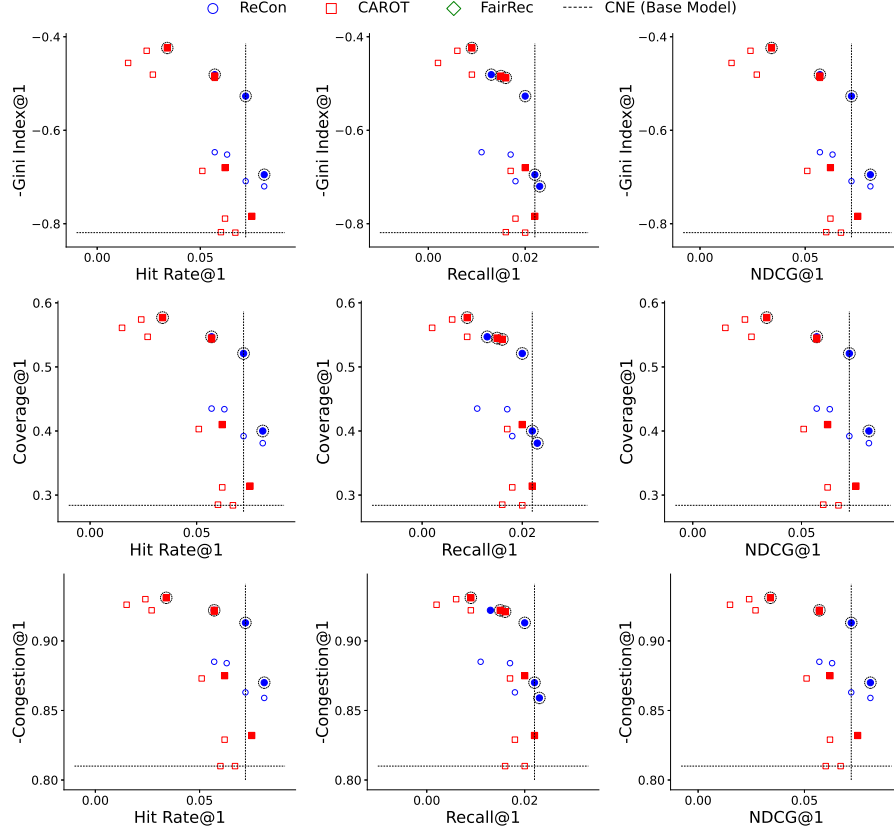 ReCon CAROT FairRec CNE (Base Model)
−0.4 −0.6 −0.8
-Gini Index@1
0.00 0.05
Hit Rate@1
−0.4 −0.6 −0.8
-Gini Index@1
0.00 0.02
Recall@1
−0.4 −0.6 −0.8
-Gini Index@1
0.00 0.05
NDCG@1
0.6 0.5 0.4 0.3
Coverage@1
0.00 0.05
Hit Rate@1
0.6 0.5 0.4 0.3
Coverage@1
0.00 0.02
Recall@1
0.6 0.5 0.4 0.3
Coverage@1
0.00 0.05
NDCG@1
0.90 0.85 0.80
-Congestion@1
0.00 0.05
Hit Rate@1
0.90 0.85 0.80
-Congestion@1
0.00 0.02
Recall@1
0.90 0.85 0.80
-Congestion@1
0.00 0.05
NDCG@1